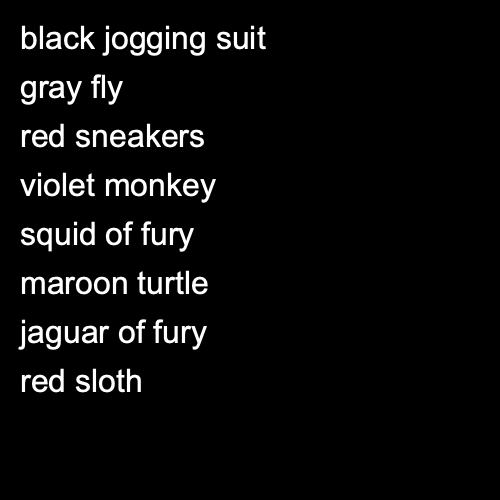 black jogging suit
gray fly
red sneakers
violet monkey
squid of fury
maroon turtle
jaguar of fury
red sloth